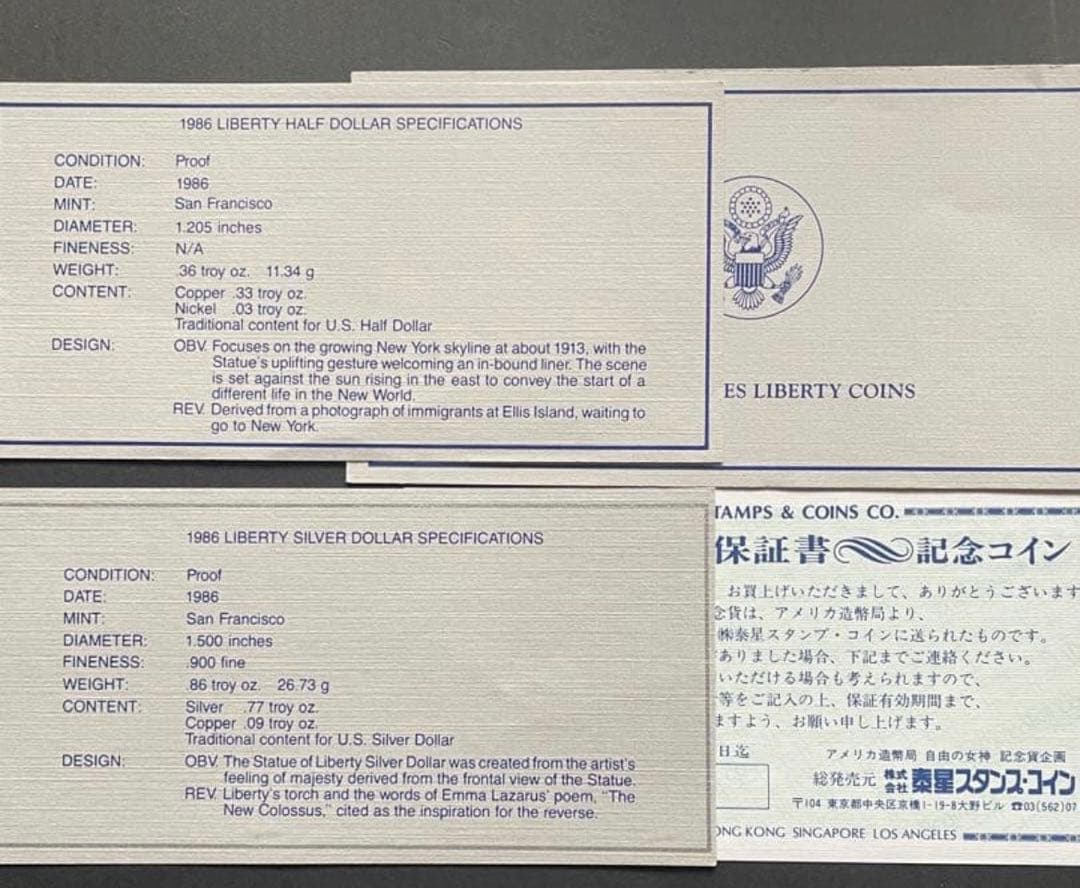 1986 LIBERTY HALF DOLLAR SPECIFICATIONS
CONDITION: Proof
DATE: 1986
MINT: San Francisco
DIAMETER: 1.205 inches
FINENESS: N/A
WEIGHT: .36 troy oz. 11.34 g
CONTENT: Copper .33 troy oz.
Nickel .03 troy oz.
Traditional content for U.S. Half Dollar
DESIGN: OBV. Focuses on the growing New York skyline at about 1913, with the
Statue's uplifting gesture welcoming an in-bound liner. The scene
is set against the sun rising in the east to convey the start of a
different life in the New World.
REV. Derived from a photograph of immigrants at Ellis Island, waiting to
go to New York.
ES LIBERTY COINS
1986 LIBERTY SILVER DOLLAR SPECIFICATIONS
CONDITION: Proof
DATE: 1986
MINT: San Francisco
DIAMETER: 1.500 inches
FINENESS: .900 fine
WEIGHT: .86 troy oz. 26.73 g
CONTENT: Silver .77 troy oz.
Copper .09 troy oz.
Traditional content for U.S. Silver Dollar
DESIGN: OBV. The Statue of Liberty Silver Dollar was created from the artist's
feeling of majesty derived from the frontal view of the Statue.
REV. Liberty's torch and the words of Emma Lazarus' poem, "The
New Colossus," cited as the inspiration for the reverse.
TAMPS & COINS CO.
保証書 記念コイン
お買上げいただきまして、ありがとうございます
念貨は、アメリカ造幣局より、
㈱泰星スタンプ・コインに送られたものです。
ありました場合、下記までご連絡ください。
いただける場合も考えられますので、
等をご記入の上、保証有効期間まで、
ますよう、お願い申し上げます。
日迄
アメリカ造幣局 自由の女神 記念貨企画
総発売元 株式会社 泰星スタンプ・コイン
〒104 東京都中央区京橋1-19-8大野ビル ☎03(562)07
ONG KONG SINGAPORE LOS ANGELES